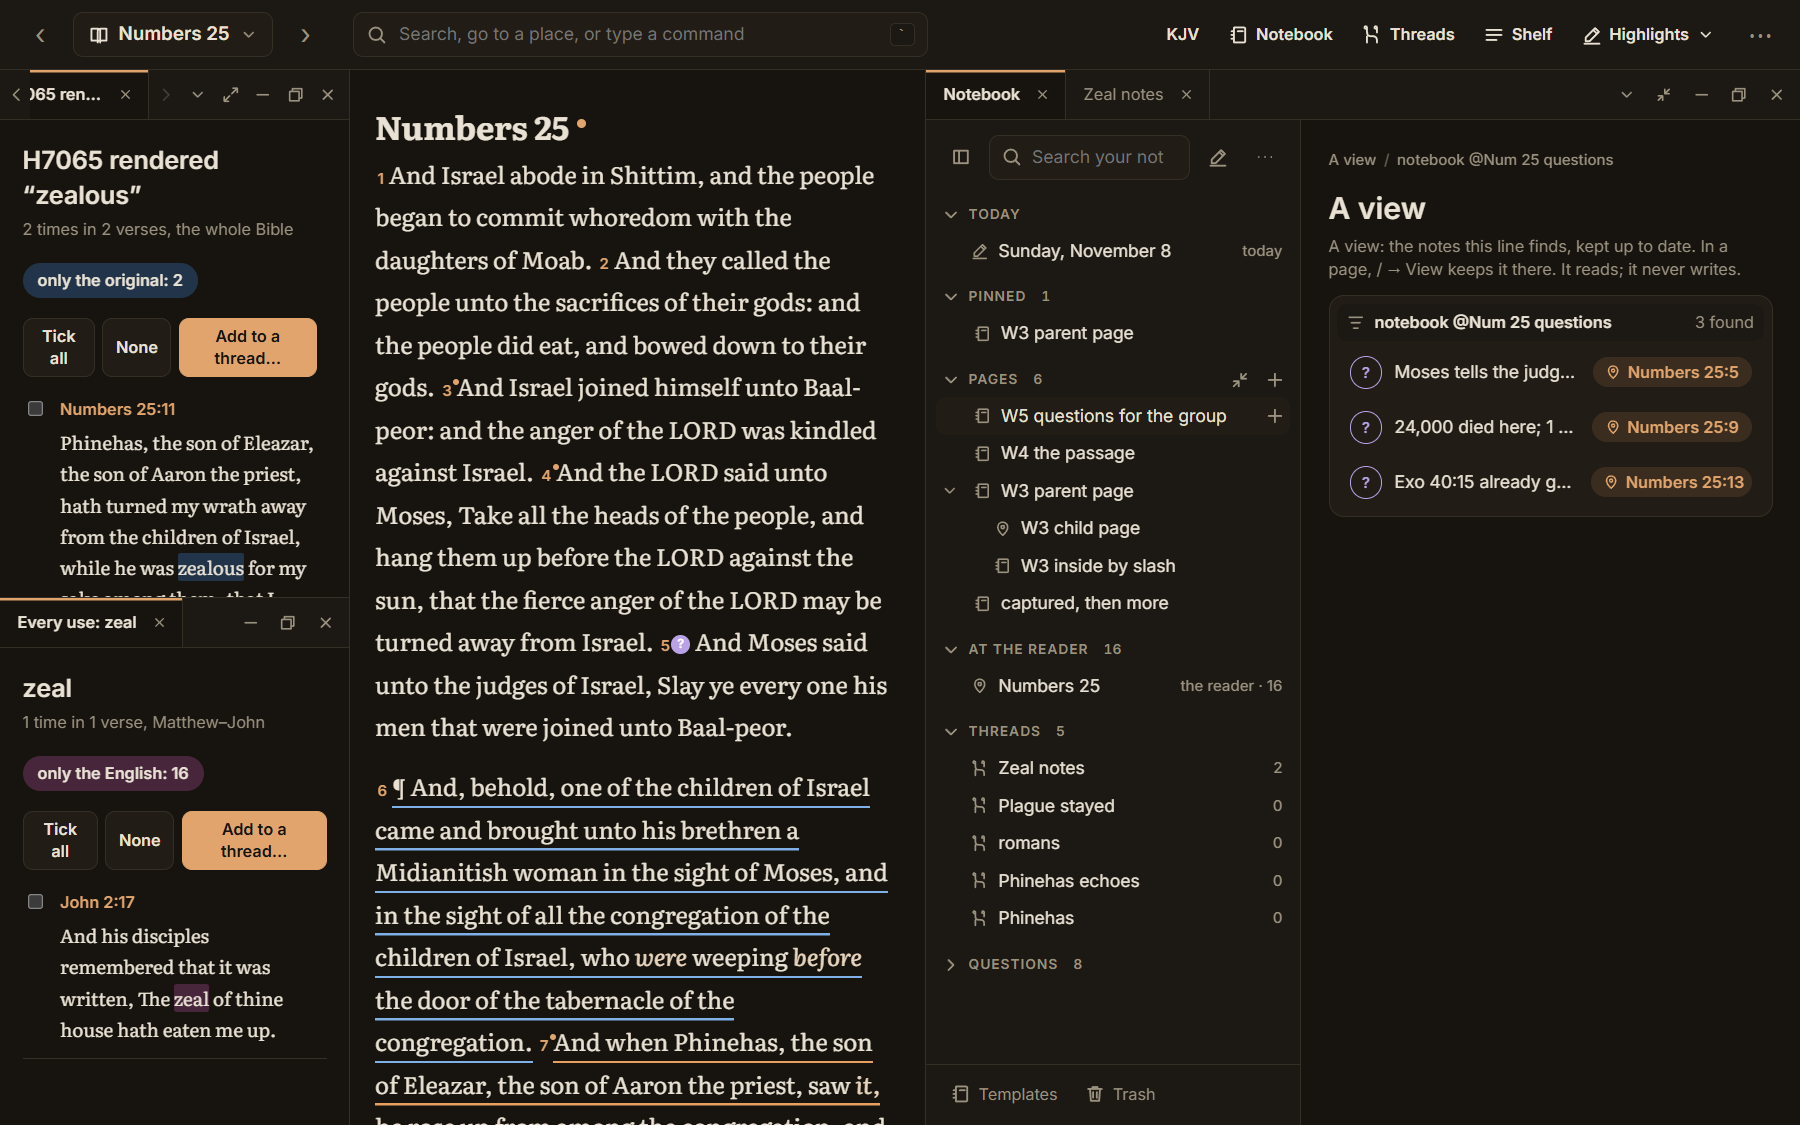 Numbers 25
Search, go to a place, or type a command
`
KJV
Notebook
Threads
Shelf
Highlights
065 ren...
H7065 rendered
“zealous”
2 times in 2 verses, the whole Bible
only the original: 2
Tick
all
None
Add to a
thread...
Numbers 25:11
Phinehas, the son of Eleazar,
the son of Aaron the priest,
hath turned my wrath away
from the children of Israel,
while he was zealous for my
Every use: zeal
zeal
1 time in 1 verse, Matthew–John
only the English: 16
Tick
all
None
Add to a
thread...
John 2:17
And his disciples
remembered that it was
written, The zeal of thine
house hath eaten me up.
Numbers 25
1 And Israel abode in Shittim, and the people
began to commit whoredom with the
daughters of Moab. 2 And they called the
people unto the sacrifices of their gods: and
the people did eat, and bowed down to their
gods. 3 And Israel joined himself unto Baal-
peor: and the anger of the LORD was kindled
against Israel. 4 And the LORD said unto
Moses, Take all the heads of the people, and
hang them up before the LORD against the
sun, that the fierce anger of the LORD may be
turned away from Israel. 5 ? And Moses said
unto the judges of Israel, Slay ye every one his
men that were joined unto Baal-peor.
6 ¶ And, behold, one of the children of Israel
came and brought unto his brethren a
Midianitish woman in the sight of Moses, and
in the sight of all the congregation of the
children of Israel, who were weeping before
the door of the tabernacle of the
congregation. 7 And when Phinehas, the son
of Eleazar, the son of Aaron the priest, saw it,
he rose up from among the congregation, and
Notebook
Zeal notes
Search your not
TODAY
Sunday, November 8 today
PINNED 1
W3 parent page
PAGES 6
W5 questions for the group
W4 the passage
W3 parent page
W3 child page
W3 inside by slash
captured, then more
AT THE READER 16
Numbers 25 the reader · 16
THREADS 5
Zeal notes 2
Plague stayed 0
romans 0
Phinehas echoes 0
Phinehas 0
QUESTIONS 8
Templates
Trash
A view / notebook @Num 25 questions
A view
A view: the notes this line finds, kept up to date. In a
page, / → View keeps it there. It reads; it never writes.
notebook @Num 25 questions 3 found
? Moses tells the judg... Numbers 25:5
? 24,000 died here; 1 ... Numbers 25:9
? Exo 40:15 already g... Numbers 25:13